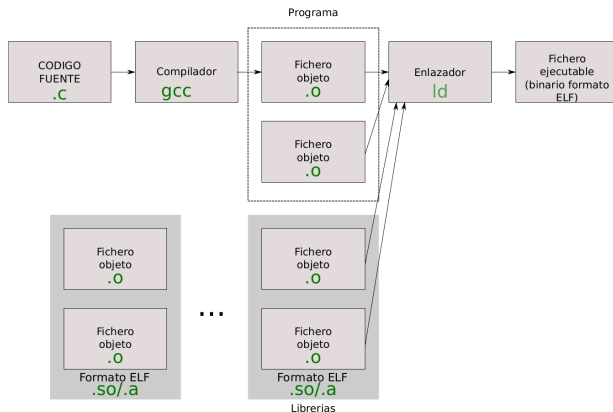 Programa
CODIGO
FUENTE
.c
Compilador
gcc
Fichero
objeto
.o
Enlazador
ld
Fichero
ejecutable
(binario formato
ELF)
Fichero
objeto
.o
Fichero
objeto
.o
Fichero
objeto
.o
Formato ELF
.so/.a
...
Fichero
objeto
.o
Fichero
objeto
.o
Formato ELF
.so/.a
Librerias